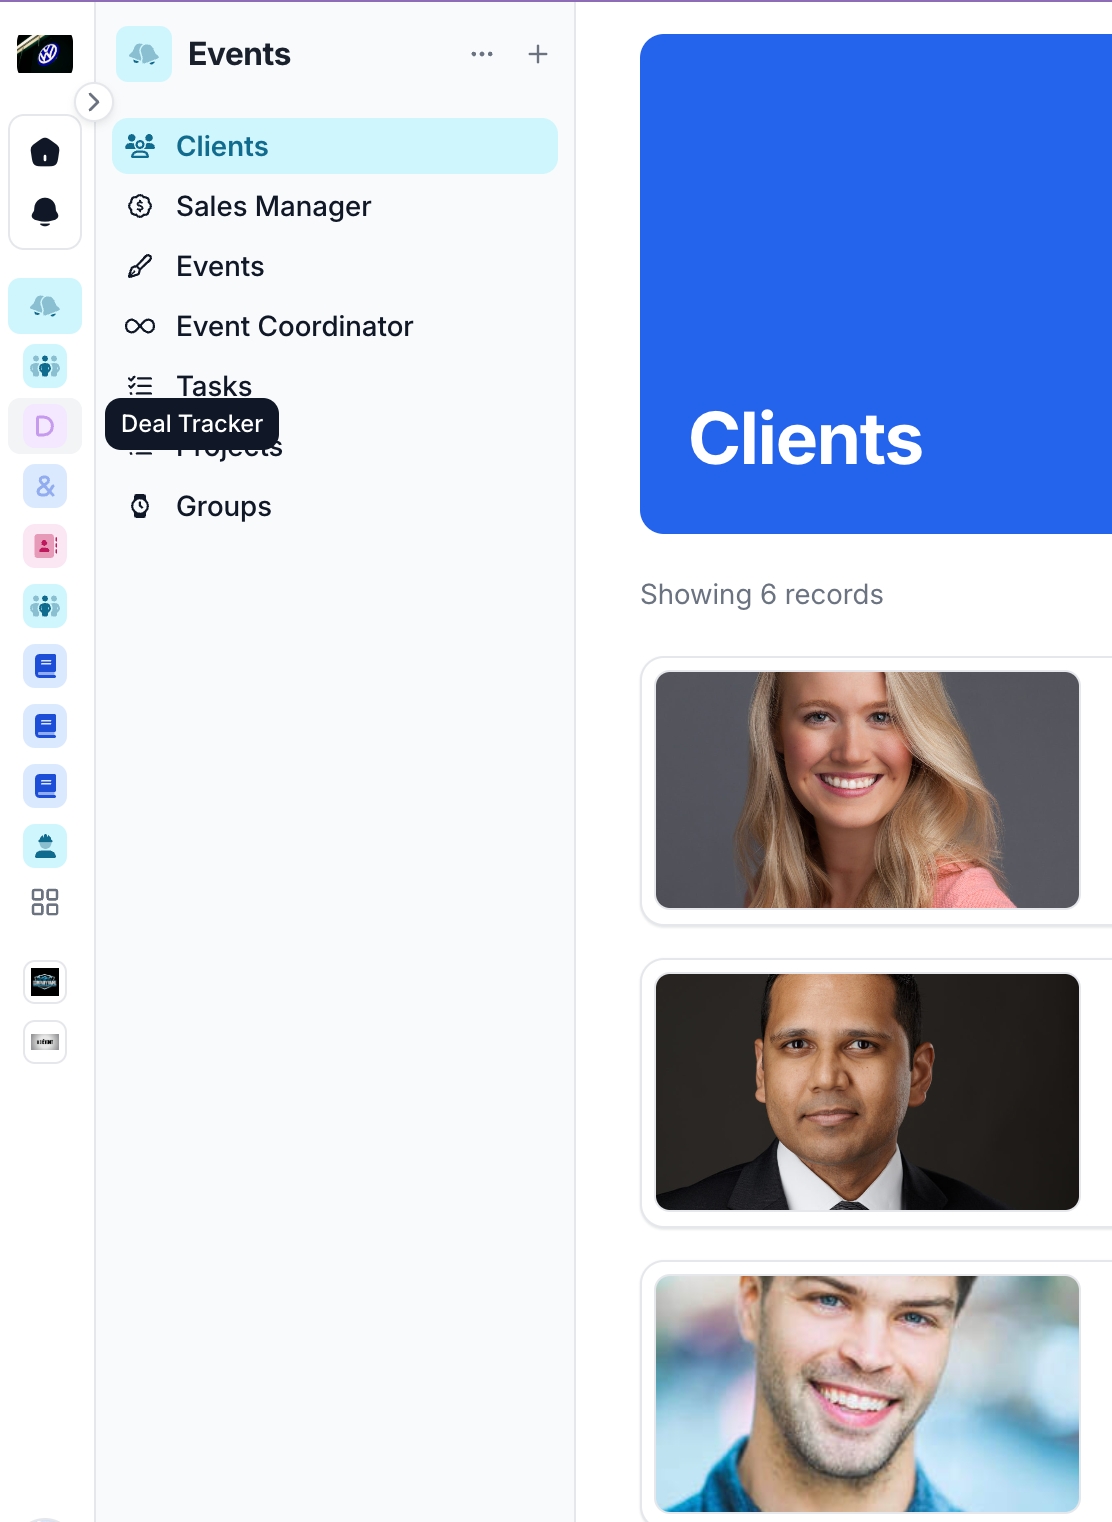 Events
Clients
Sales Manager
Events
Event Coordinator
Tasks
Deal Tracker
Projects
Groups
D
&
Clients
Showing 6 records